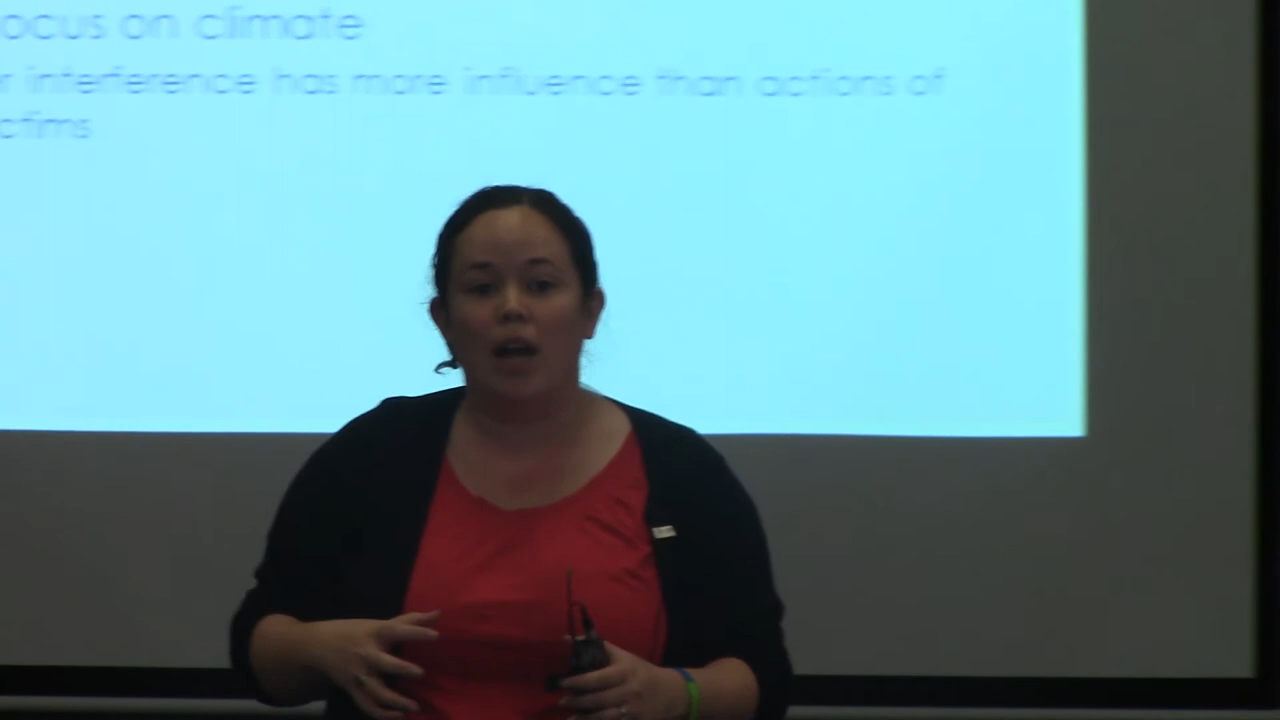 ocus on climate
r interference has more influence than actions of
ctims